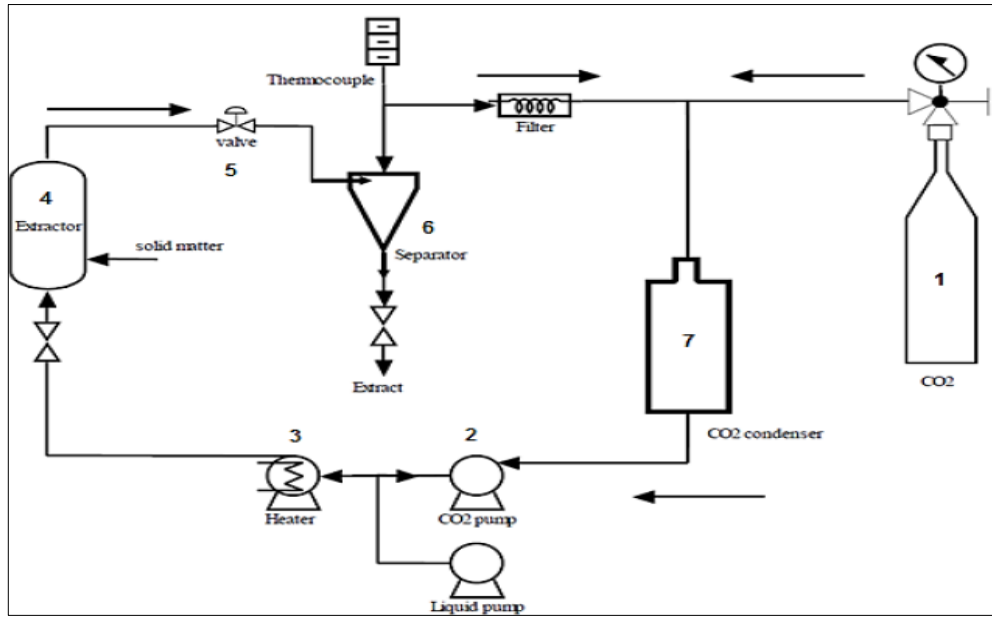 Thermocouple
Filter
valve
5
4
Extractor
solid matter
6
Separator
1
7
Extract
CO2
CO2 condenser
3
2
Heater
CO2 pump
Liquid pump